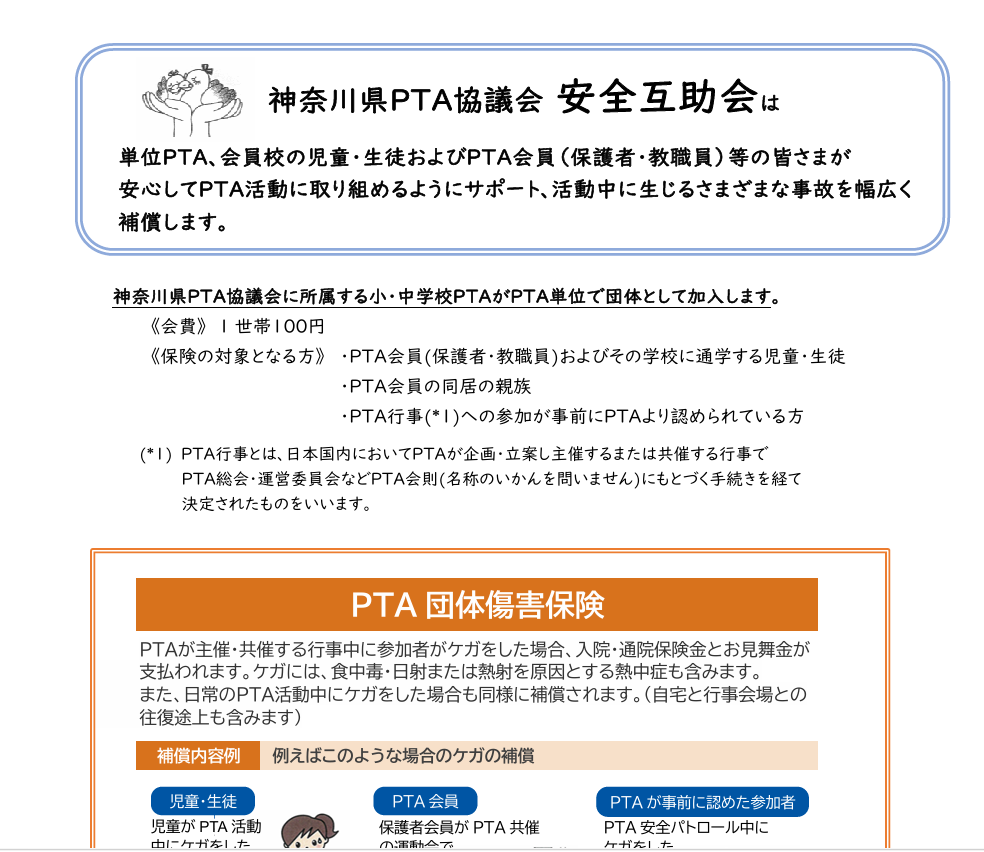 神奈川県PTA協議会 安全互助会は
単位PTA、会員校の児童・生徒およびPTA会員（保護者・教職員）等の皆さまが
安心してPTA活動に取り組めるようにサポート、活動中に生じるさまざまな事故を幅広く
補償します。
神奈川県PTA協議会に所属する小・中学校PTAがPTA単位で団体として加入します。
《会費》１世帯100円
《保険の対象となる方》 ・PTA会員(保護者・教職員)およびその学校に通学する児童・生徒
・PTA会員の同居の親族
・PTA行事(*1)への参加が事前にPTAより認められている方
(*1) PTA行事とは、日本国内においてPTAが企画・立案し主催するまたは共催する行事で
PTA総会・運営委員会などPTA会則(名称のいかんを問いません)にもとづく手続きを経て
決定されたものをいいます。
PTA 団体傷害保険
PTAが主催・共催する行事中に参加者がケガをした場合、入院・通院保険金とお見舞金が
支払われます。ケガには、食中毒・日射または熱射を原因とする熱中症も含みます。
また、日常のPTA活動中にケガをした場合も同様に補償されます。（自宅と行事会場との
往復途上も含みます）
補償内容例 例えばこのような場合のケガの補償
児童・生徒 PTA 会員 PTA が事前に認めた参加者
児童が PTA 活動 保護者会員が PTA 共催 PTA 安全パトロール中に
中にケガをした の運動会で ケガをした